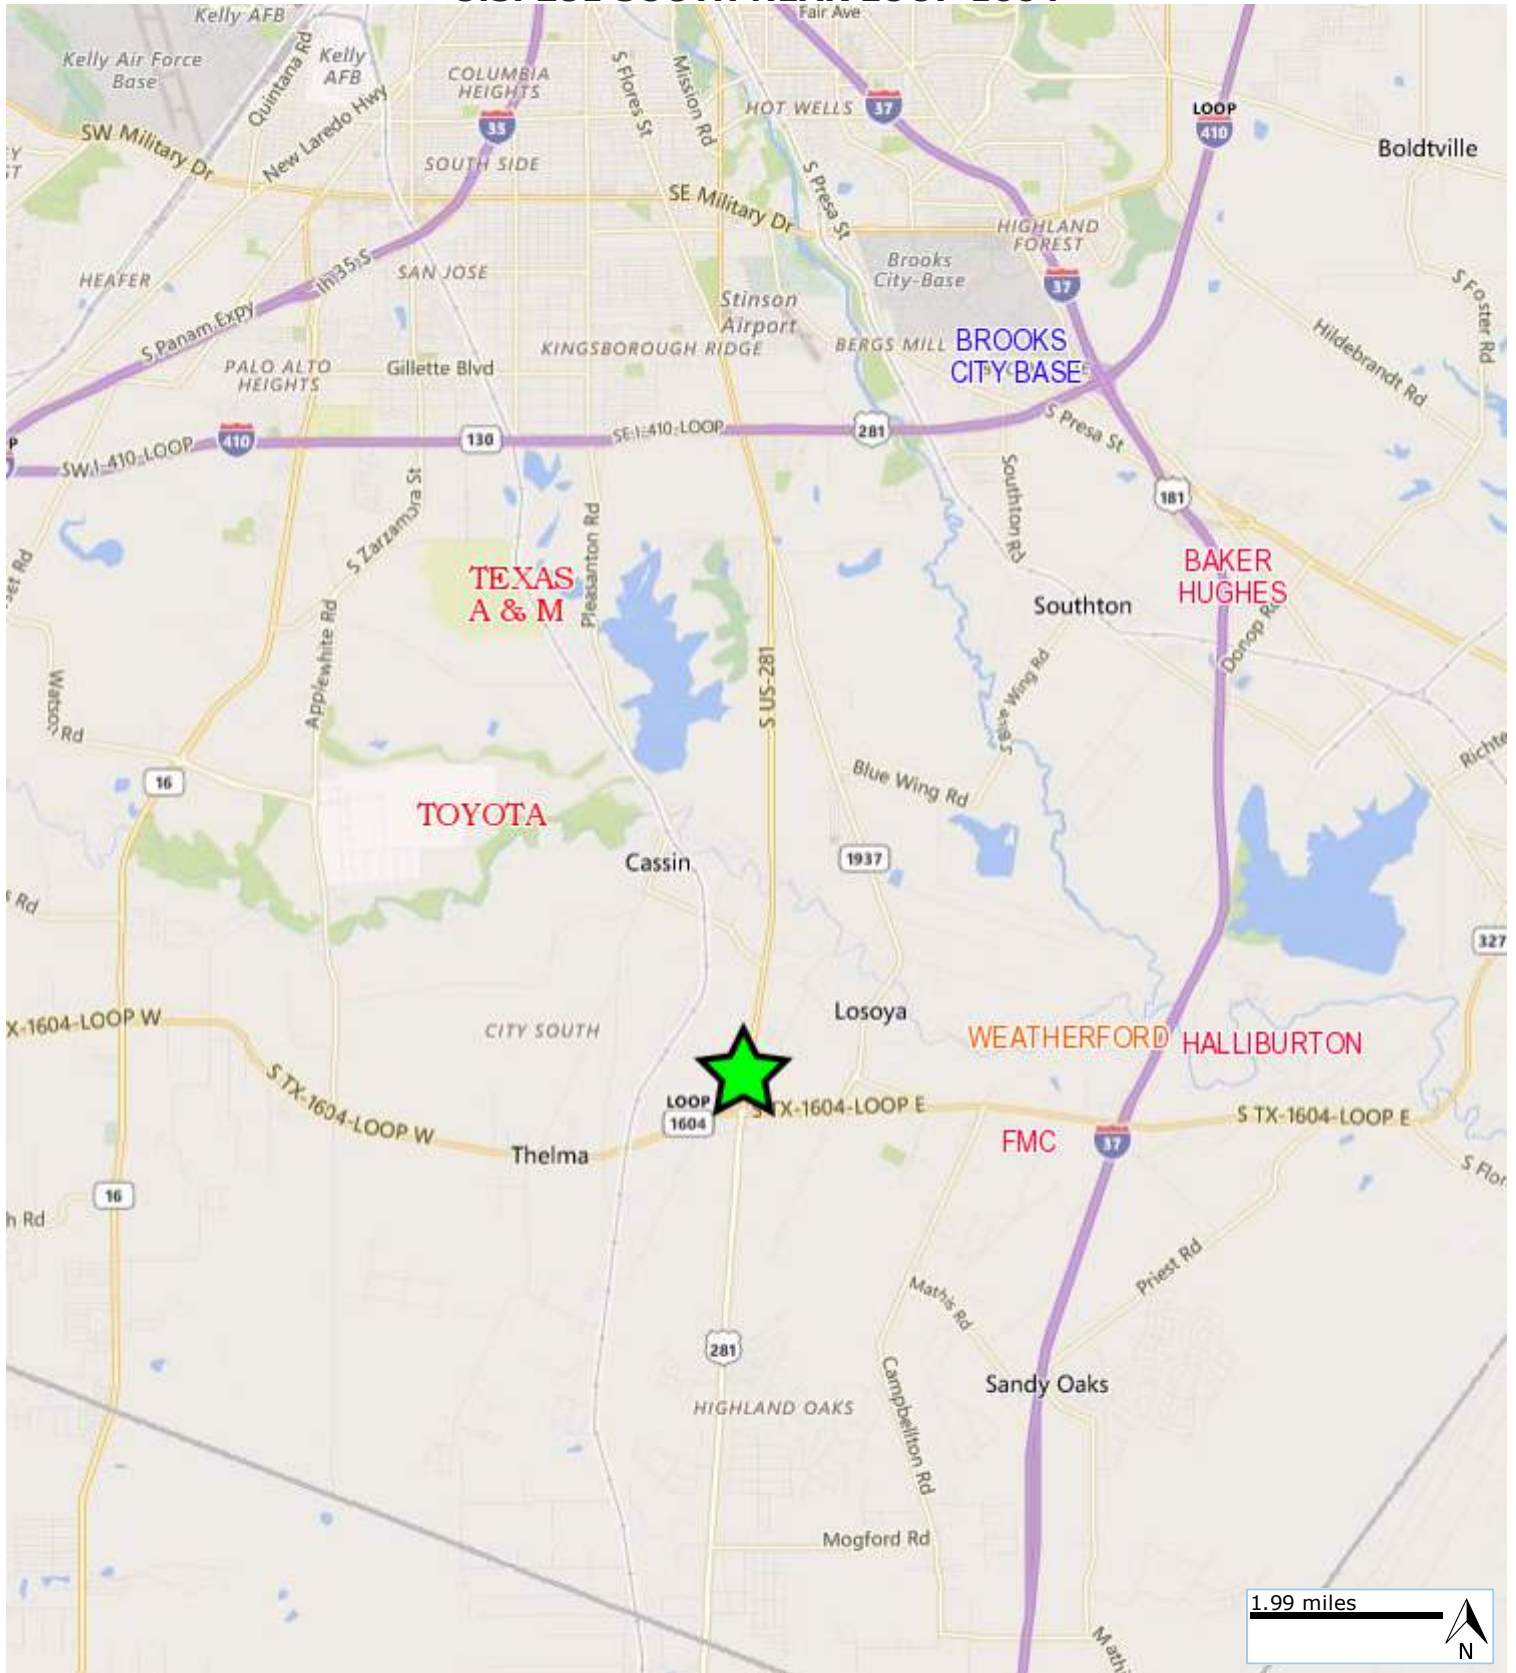 Kelly AFB
Fair Ave
Kelly Air Force
Base
Kelly
AFB
Quintana Rd
COLUMBIA
HEIGHTS
S Flores St
Mission Rd
HOT WELLS
37
LOOP
410
35
New Laredo Hwy
SW Military Dr
SOUTH SIDE
Boldtville
SE Military Dr
S Presa St
HIGHLAND
FOREST
HEAFER
Ih 35 S
SAN JOSE
Brooks
City-Base
37
S Foster Rd
Stinson
Airport
S Panam Expy
KINGSBOROUGH RIDGE
BERGS MILL
BROOKS
CITY BASE
Hildebrandt Rd
PALO ALTO
HEIGHTS
Gillette Blvd
S Presa St
SW I-410-LOOP
410
130
SE I-410-LOOP
281
S Zarzamora St
Pleasanton Rd
Southton Rd
181
TEXAS
A & M
BAKER
HUGHES
Southton
Donop Rd
Applewhite Rd
S US-281
Watson Rd
S Blue Wing Rd
16
Blue Wing Rd
TOYOTA
Cassin
1937
Rd
327
X-1604-LOOP W
CITY SOUTH
Losoya
WEATHERFORD
HALLIBURTON
S TX-1604-LOOP W
LOOP
1604
S TX-1604-LOOP E
S TX-1604-LOOP E
FMC
37
Thelma
16
h Rd
S Flor
Priest Rd
Mathis Rd
281
Sandy Oaks
HIGHLAND OAKS
Campbellton Rd
Mogford Rd
1.99 miles
N